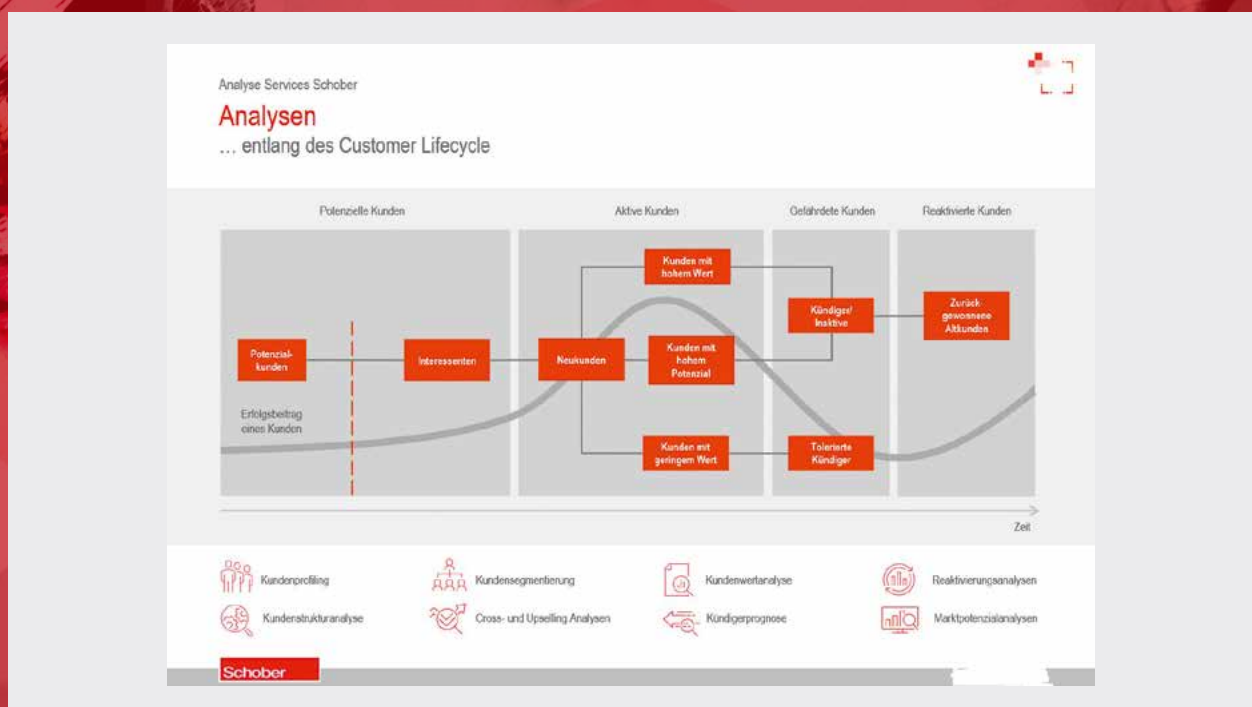 Analyse Services Schober
Analysen
… entlang des Customer Lifecycle
Potenzielle Kunden
Aktive Kunden
Gefährdete Kunden
Reaktivierte Kunden
Potenzial-
kunden
Interessenten
Neukunden
Kunden mit
hohem Wert
Kunden mit
hohem
Potenzial
Kunden mit
geringem Wert
Kündiger/
Inaktive
Tolerierte
Kündiger
Zurück-
gewonnene
Altkunden
Erfolgsbeitrag
eines Kunden
Zeit
Kundenprofiling
Kundensegmentierung
Kundenwertanalyse
Reaktivierungsanalysen
Kundenstrukturanalyse
Cross- und Upselling Analysen
Kündigerprognose
Marktpotenzialanalysen
Schober